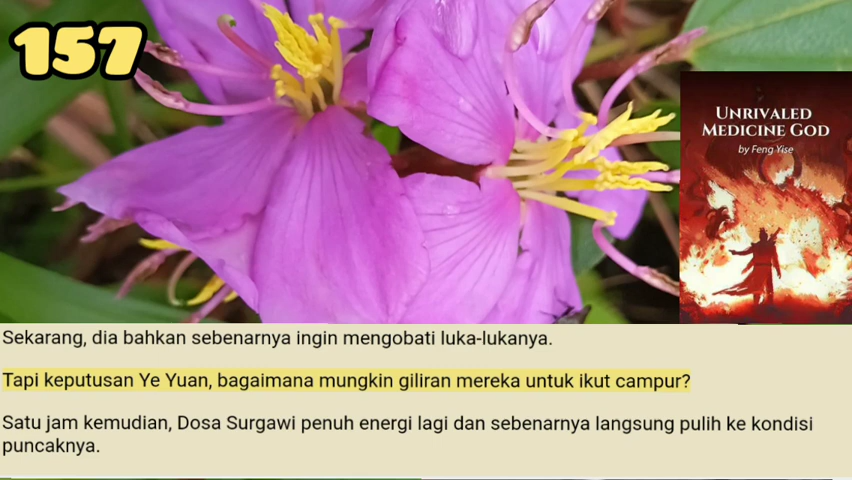 157
UNRIVALED
MEDICINE GOD
by Feng Yise
Sekarang, dia bahkan sebenarnya ingin mengobati luka-lukanya.
Tapi keputusan Ye Yuan, bagaimana mungkin giliran mereka untuk ikut campur?
Satu jam kemudian, Dosa Surgawi penuh energi lagi dan sebenarnya langsung pulih ke kondisi
puncaknya.